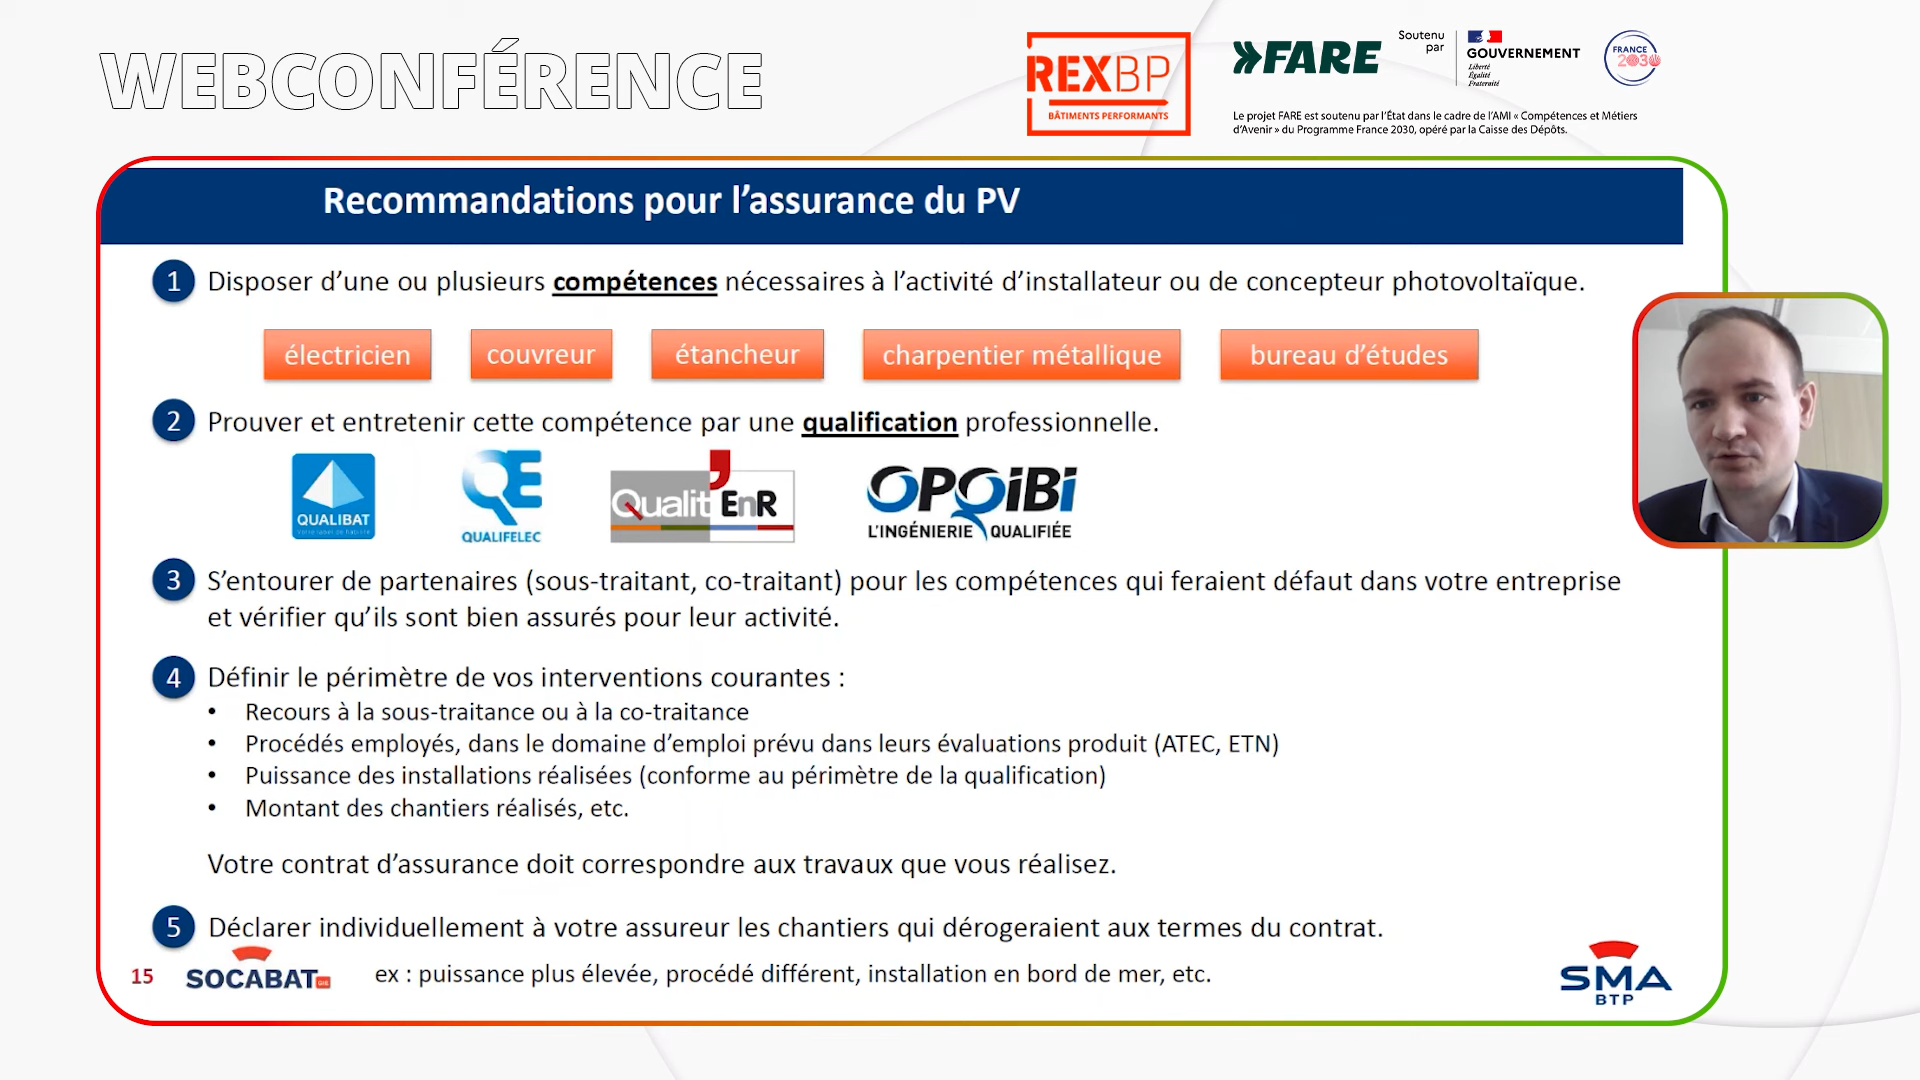 WEBCONFÉRENCE
REXBP
BÂTIMENTS PERFORMANTS
FARE
Soutenu
par
GOUVERNEMENT
Liberté
Égalité
Fraternité
FRANCE
2030
Le projet FARE est soutenu par l'État dans le cadre de l'AMI « Compétences et Métiers
d'Avenir » du Programme France 2030, opéré par la Caisse des Dépôts.
Recommandations pour l'assurance du PV
1 Disposer d'une ou plusieurs compétences nécessaires à l'activité d'installateur ou de concepteur photovoltaïque.
électricien couvreur étancheur charpentier métallique bureau d'études
2 Prouver et entretenir cette compétence par une qualification professionnelle.
QUALIBAT
QE
QUALIFELEC
Qualit'EnR
OPQiBi
L'INGÉNIERIE QUALIFIÉE
3 S'entourer de partenaires (sous-traitant, co-traitant) pour les compétences qui feraient défaut dans votre entreprise
et vérifier qu'ils sont bien assurés pour leur activité.
4 Définir le périmètre de vos interventions courantes :
• Recours à la sous-traitance ou à la co-traitance
• Procédés employés, dans le domaine d'emploi prévu dans leurs évaluations produit (ATEC, ETN)
• Puissance des installations réalisées (conforme au périmètre de la qualification)
• Montant des chantiers réalisés, etc.
Votre contrat d'assurance doit correspondre aux travaux que vous réalisez.
5 Déclarer individuellement à votre assureur les chantiers qui dérogeraient aux termes du contrat.
15 SOCABAT ex : puissance plus élevée, procédé différent, installation en bord de mer, etc.
SMA
BTP